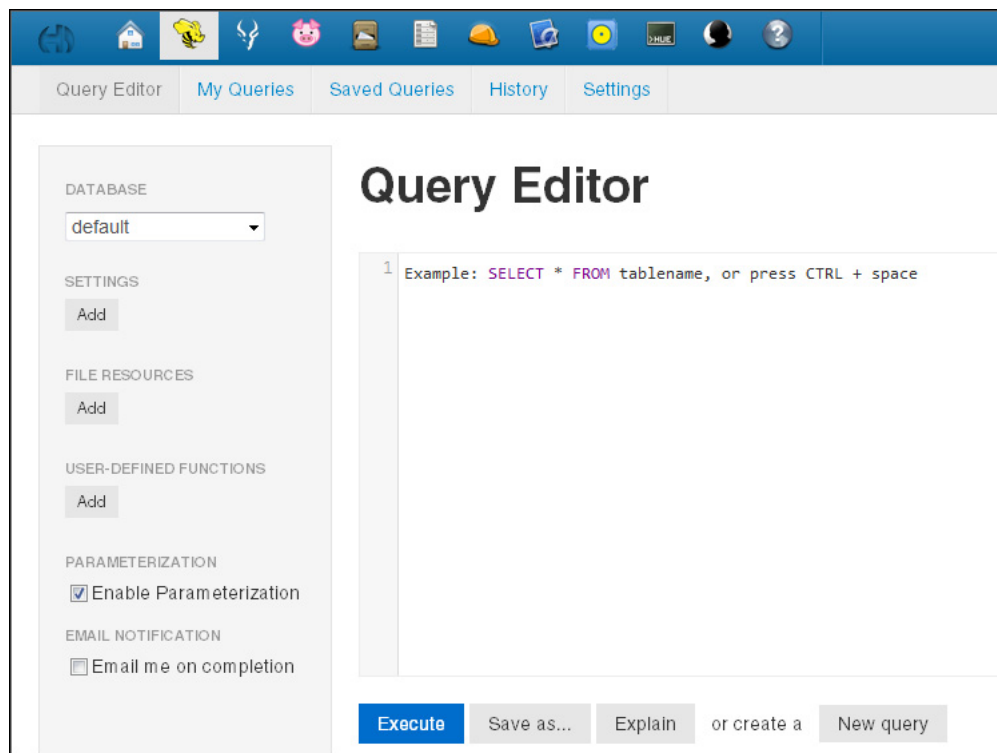 >HUE
Query Editor My Queries Saved Queries History Settings
Query Editor
DATABASE
default
SETTINGS
Add
FILE RESOURCES
Add
USER-DEFINED FUNCTIONS
Add
PARAMETERIZATION
Enable Parameterization
EMAIL NOTIFICATION
Email me on completion
1 Example: SELECT * FROM tablename, or press CTRL + space
Execute Save as... Explain or create a New query